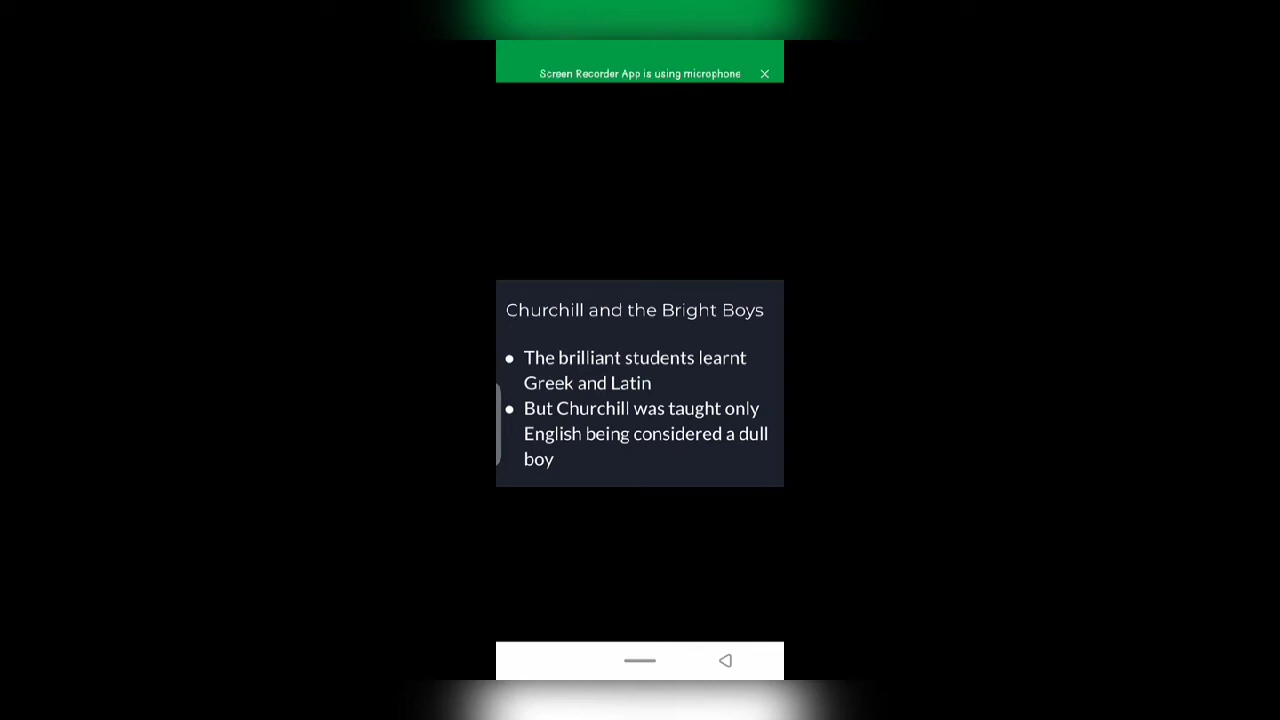 Screen Recorder App is using microphone
Churchill and the Bright Boys
● The brilliant students learnt
Greek and Latin
● But Churchill was taught only
English being considered a dull
boy